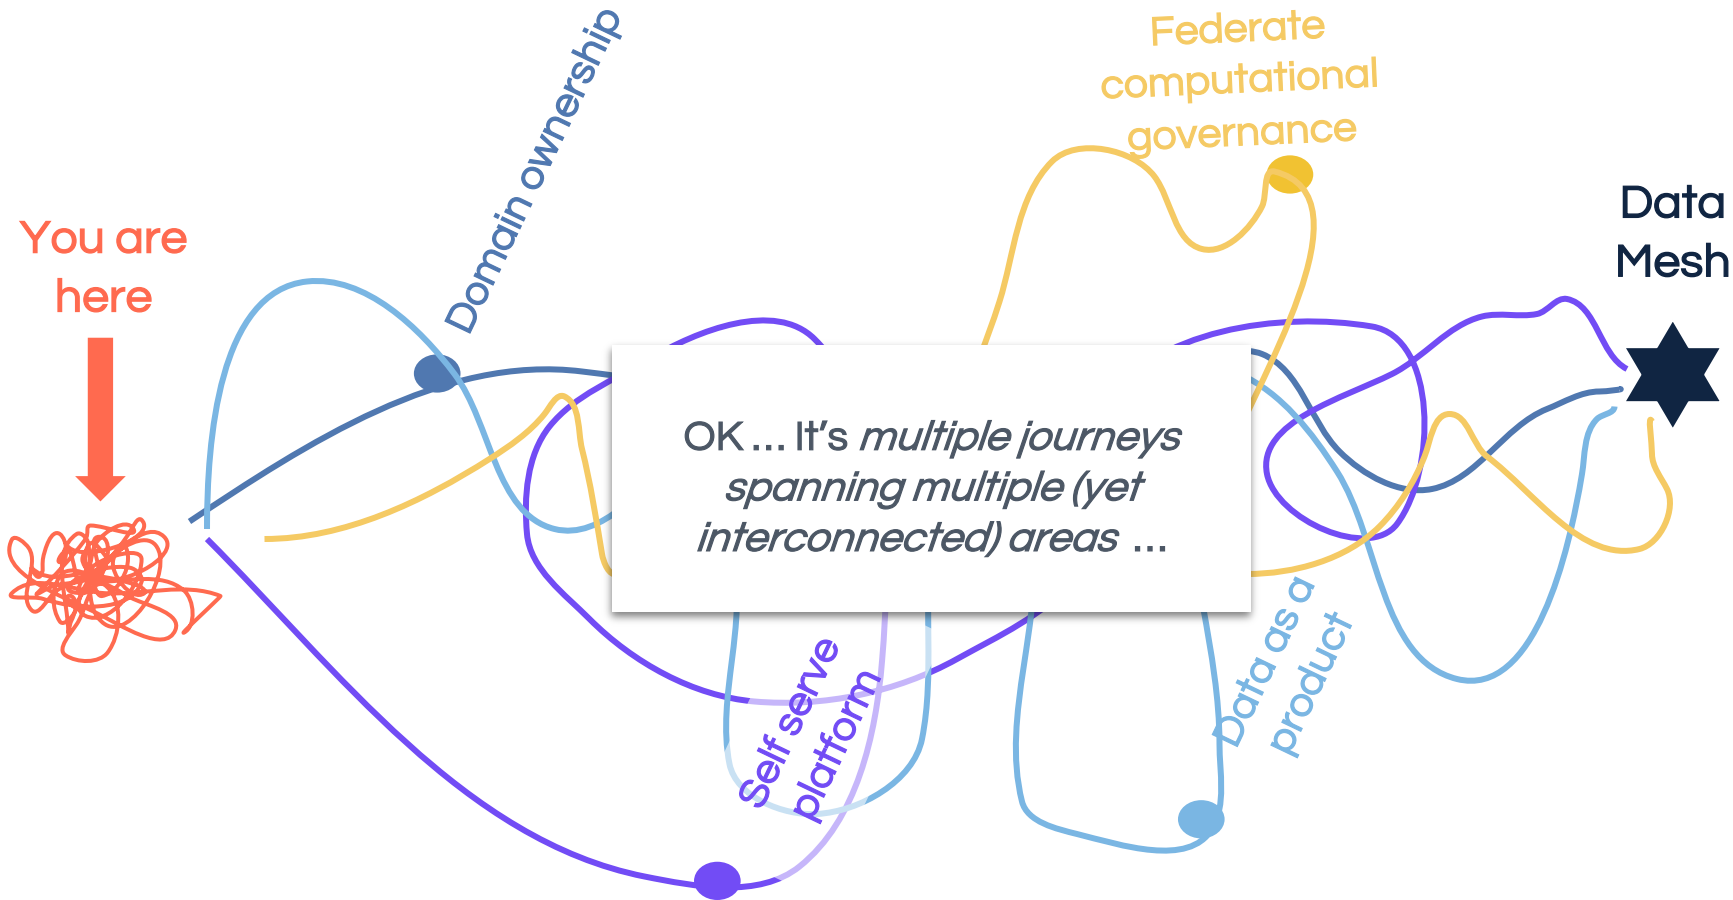 You are
here
Domain ownership
Federate
computational
governance
Data
Mesh
OK ... It's multiple journeys
spanning multiple (yet
interconnected) areas ...
Self serve
platform
Data as a
product